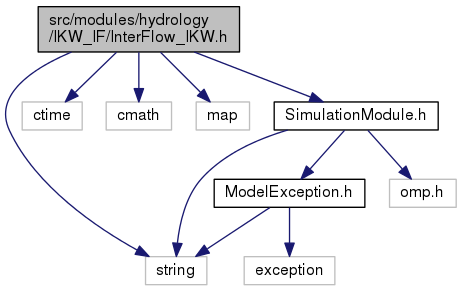 src/modules/hydrology
/IKW_IF/InterFlow_IKW.h
ctime
cmath
map
SimulationModule.h
ModelException.h
omp.h
string
exception